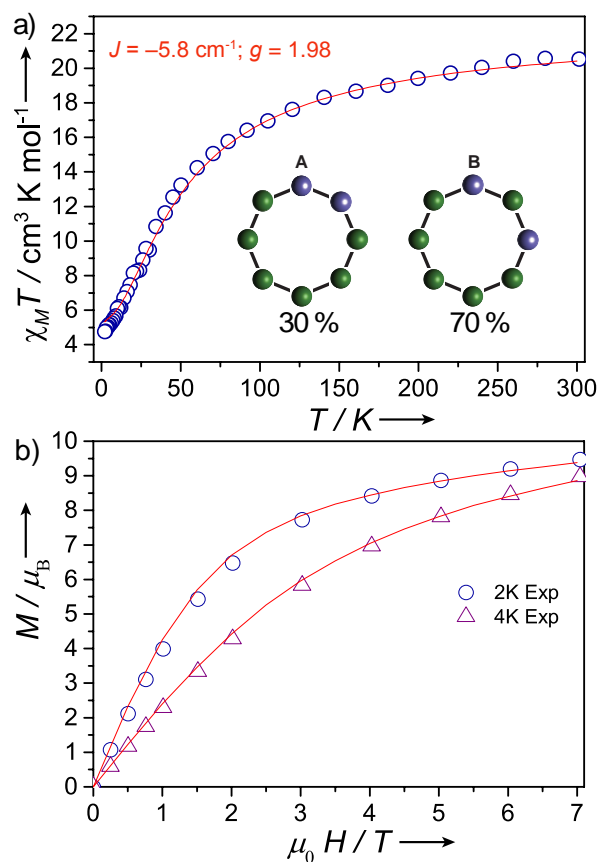 a)
J = –5.8 cm⁻¹; g = 1.98
22
20
18
16
14
12
10
8
6
4
χMT / cm³ K mol⁻¹
A
B
30 %
70 %
0 50 100 150 200 250 300
T / K
b)
10
9
8
7
6
5
4
3
2
1
0
M / μB
2K Exp
4K Exp
0 1 2 3 4 5 6 7
μ₀ H / T